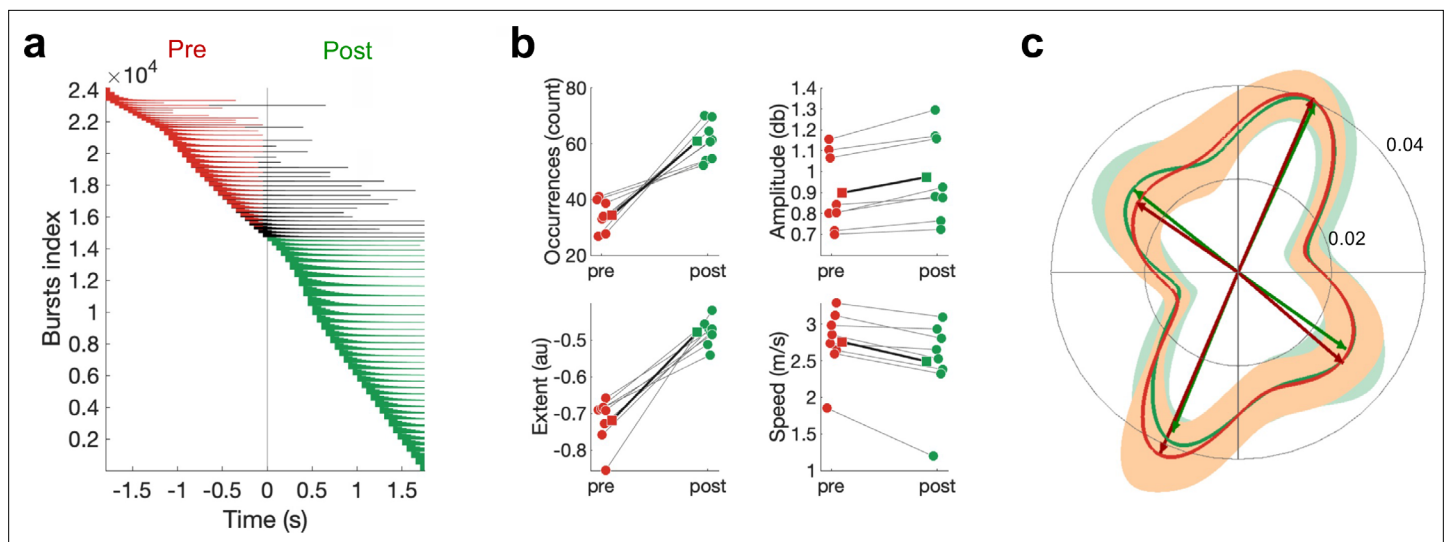 a
Pre
Post
× 10⁴
2.4
2.2
2
1.8
1.6
1.4
1.2
1
0.8
0.6
0.4
0.2
Bursts index
-1.5
-1
-0.5
0
0.5
1
1.5
Time (s)
b
Occurrences (count)
80
60
40
20
pre
post
Amplitude (db)
1.4
1.3
1.2
1.1
1
0.9
0.8
0.7
pre
post
Extent (au)
-0.5
-0.6
-0.7
-0.8
pre
post
Speed (m/s)
3
2.5
2
1.5
1
pre
post
c
0.04
0.02